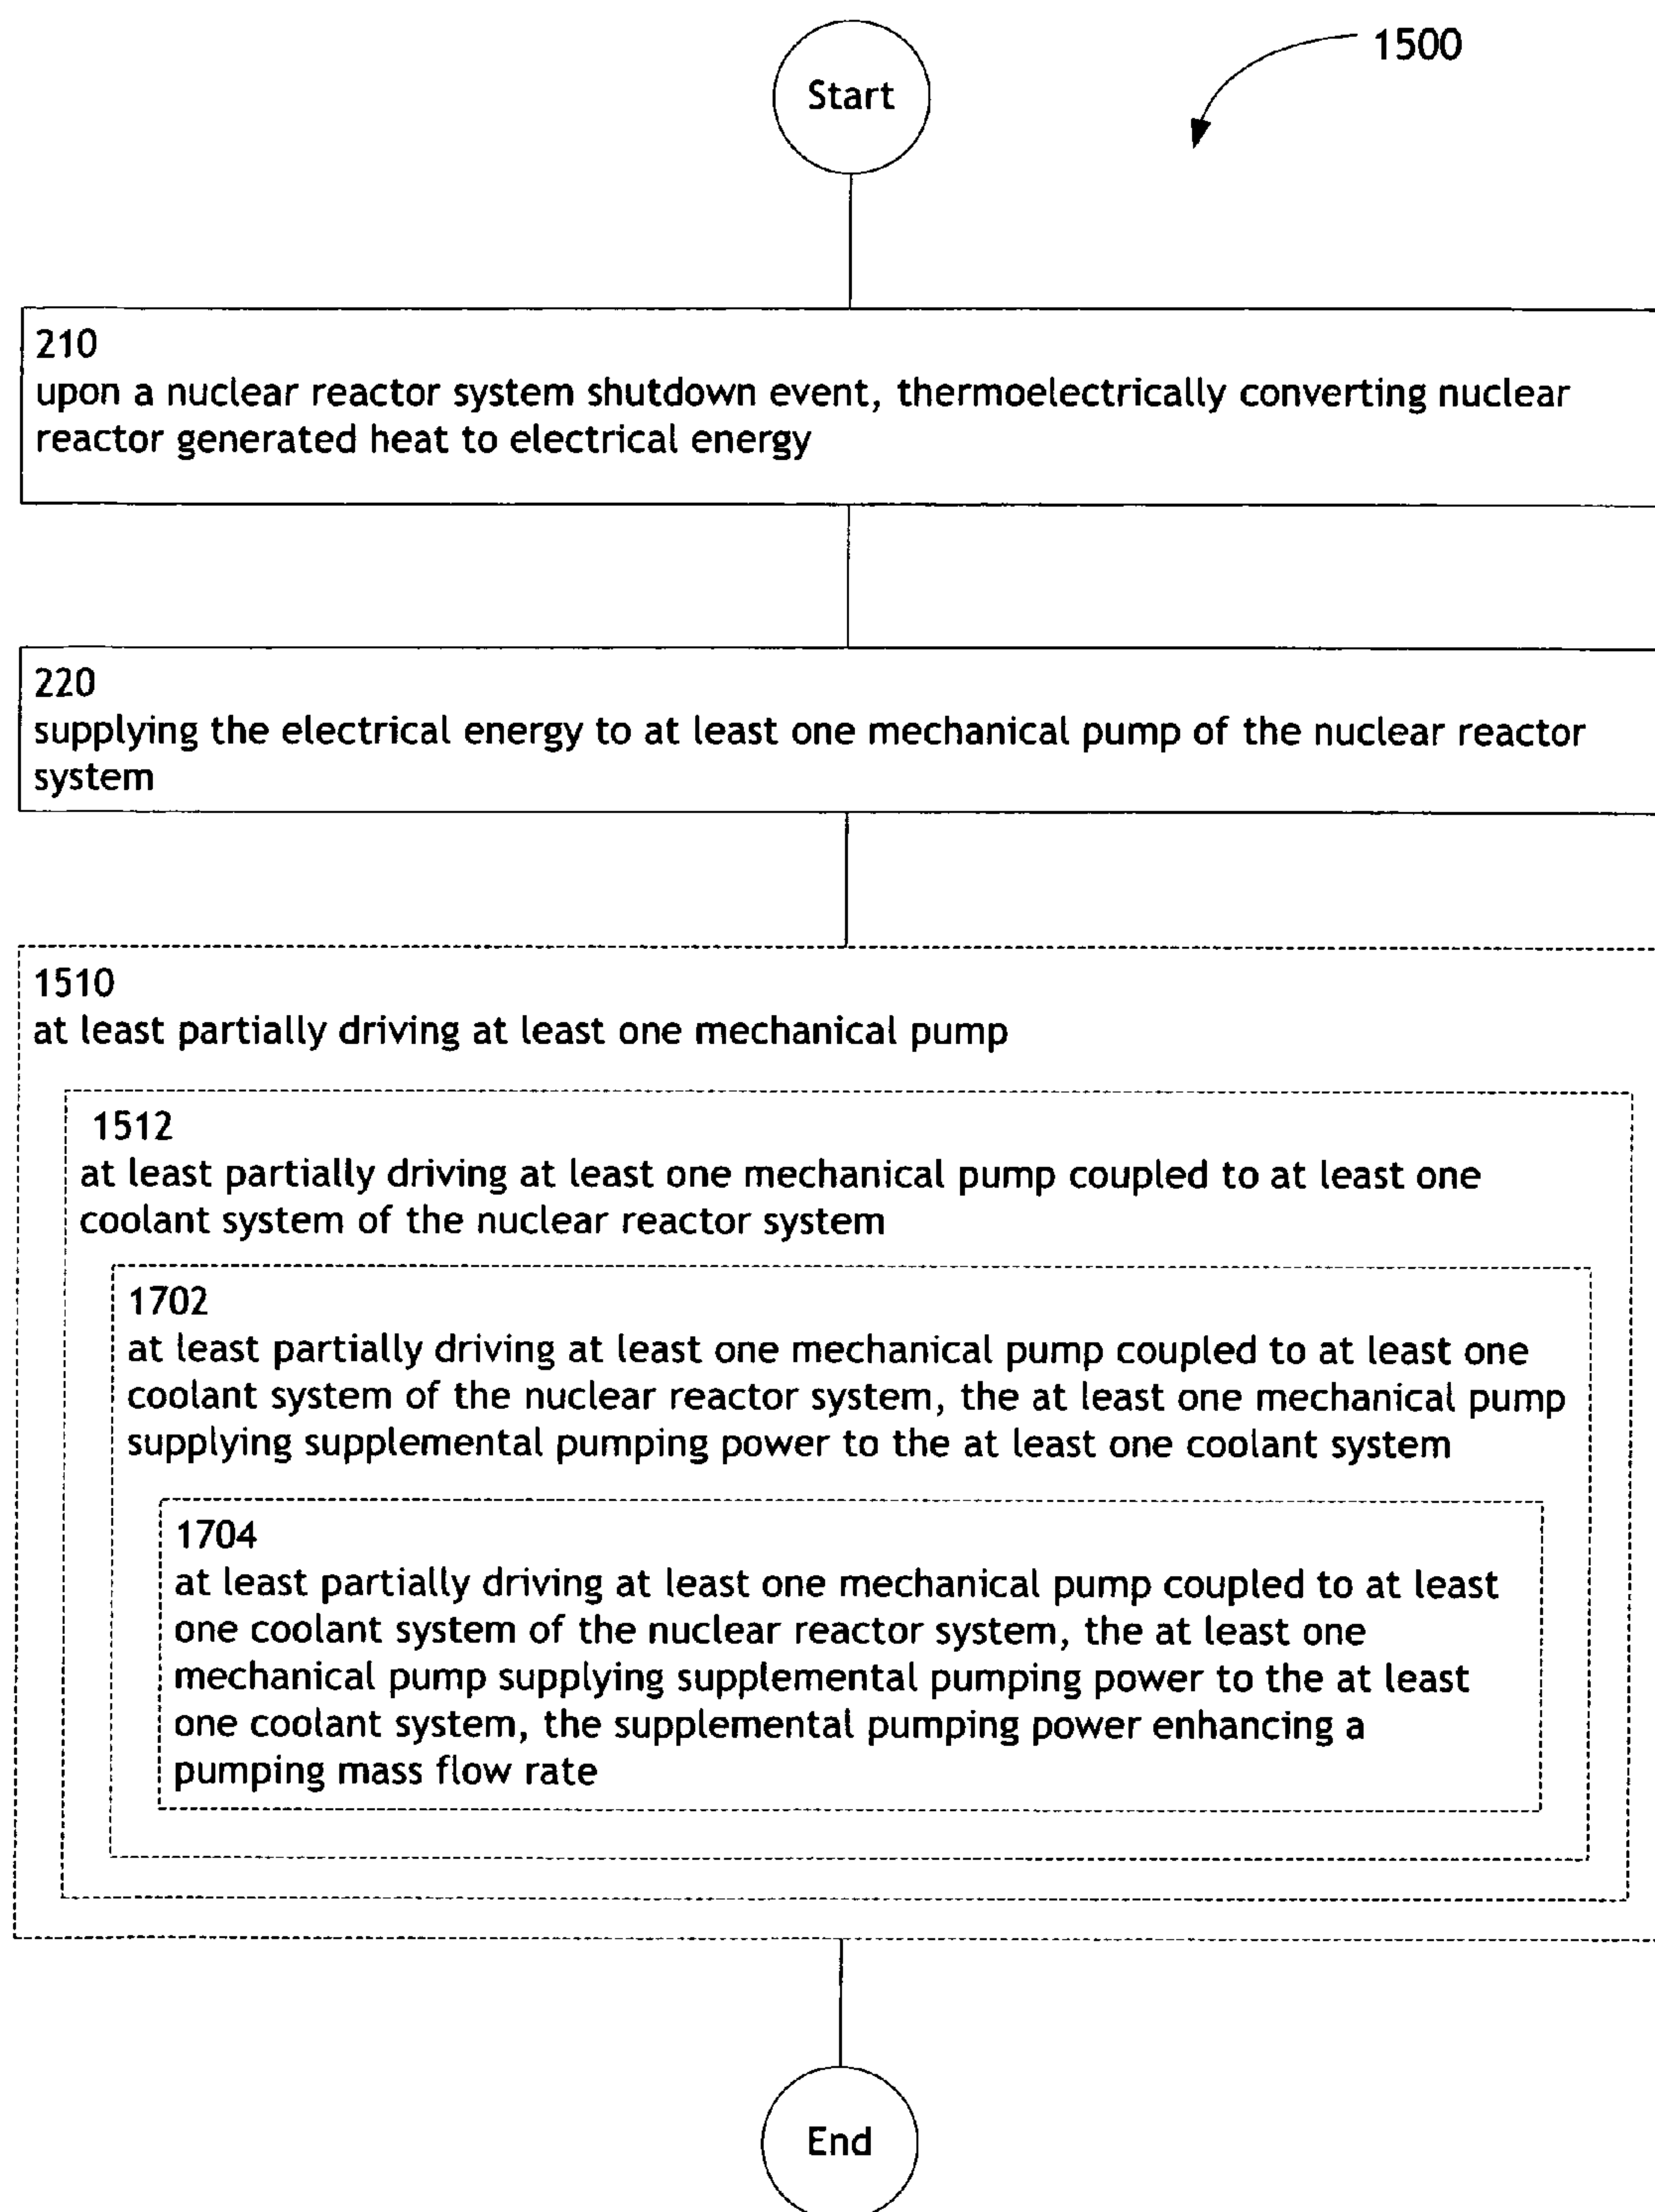 Start
1500
210
upon a nuclear reactor system shutdown event, thermoelectrically converting nuclear
reactor generated heat to electrical energy
220
supplying the electrical energy to at least one mechanical pump of the nuclear reactor
system
1510
at least partially driving at least one mechanical pump
1512
at least partially driving at least one mechanical pump coupled to at least one
coolant system of the nuclear reactor system
1702
at least partially driving at least one mechanical pump coupled to at least one
coolant system of the nuclear reactor system, the at least one mechanical pump
supplying supplemental pumping power to the at least one coolant system
1704
at least partially driving at least one mechanical pump coupled to at least
one coolant system of the nuclear reactor system, the at least one
mechanical pump supplying supplemental pumping power to the at least
one coolant system, the supplemental pumping power enhancing a
pumping mass flow rate
End